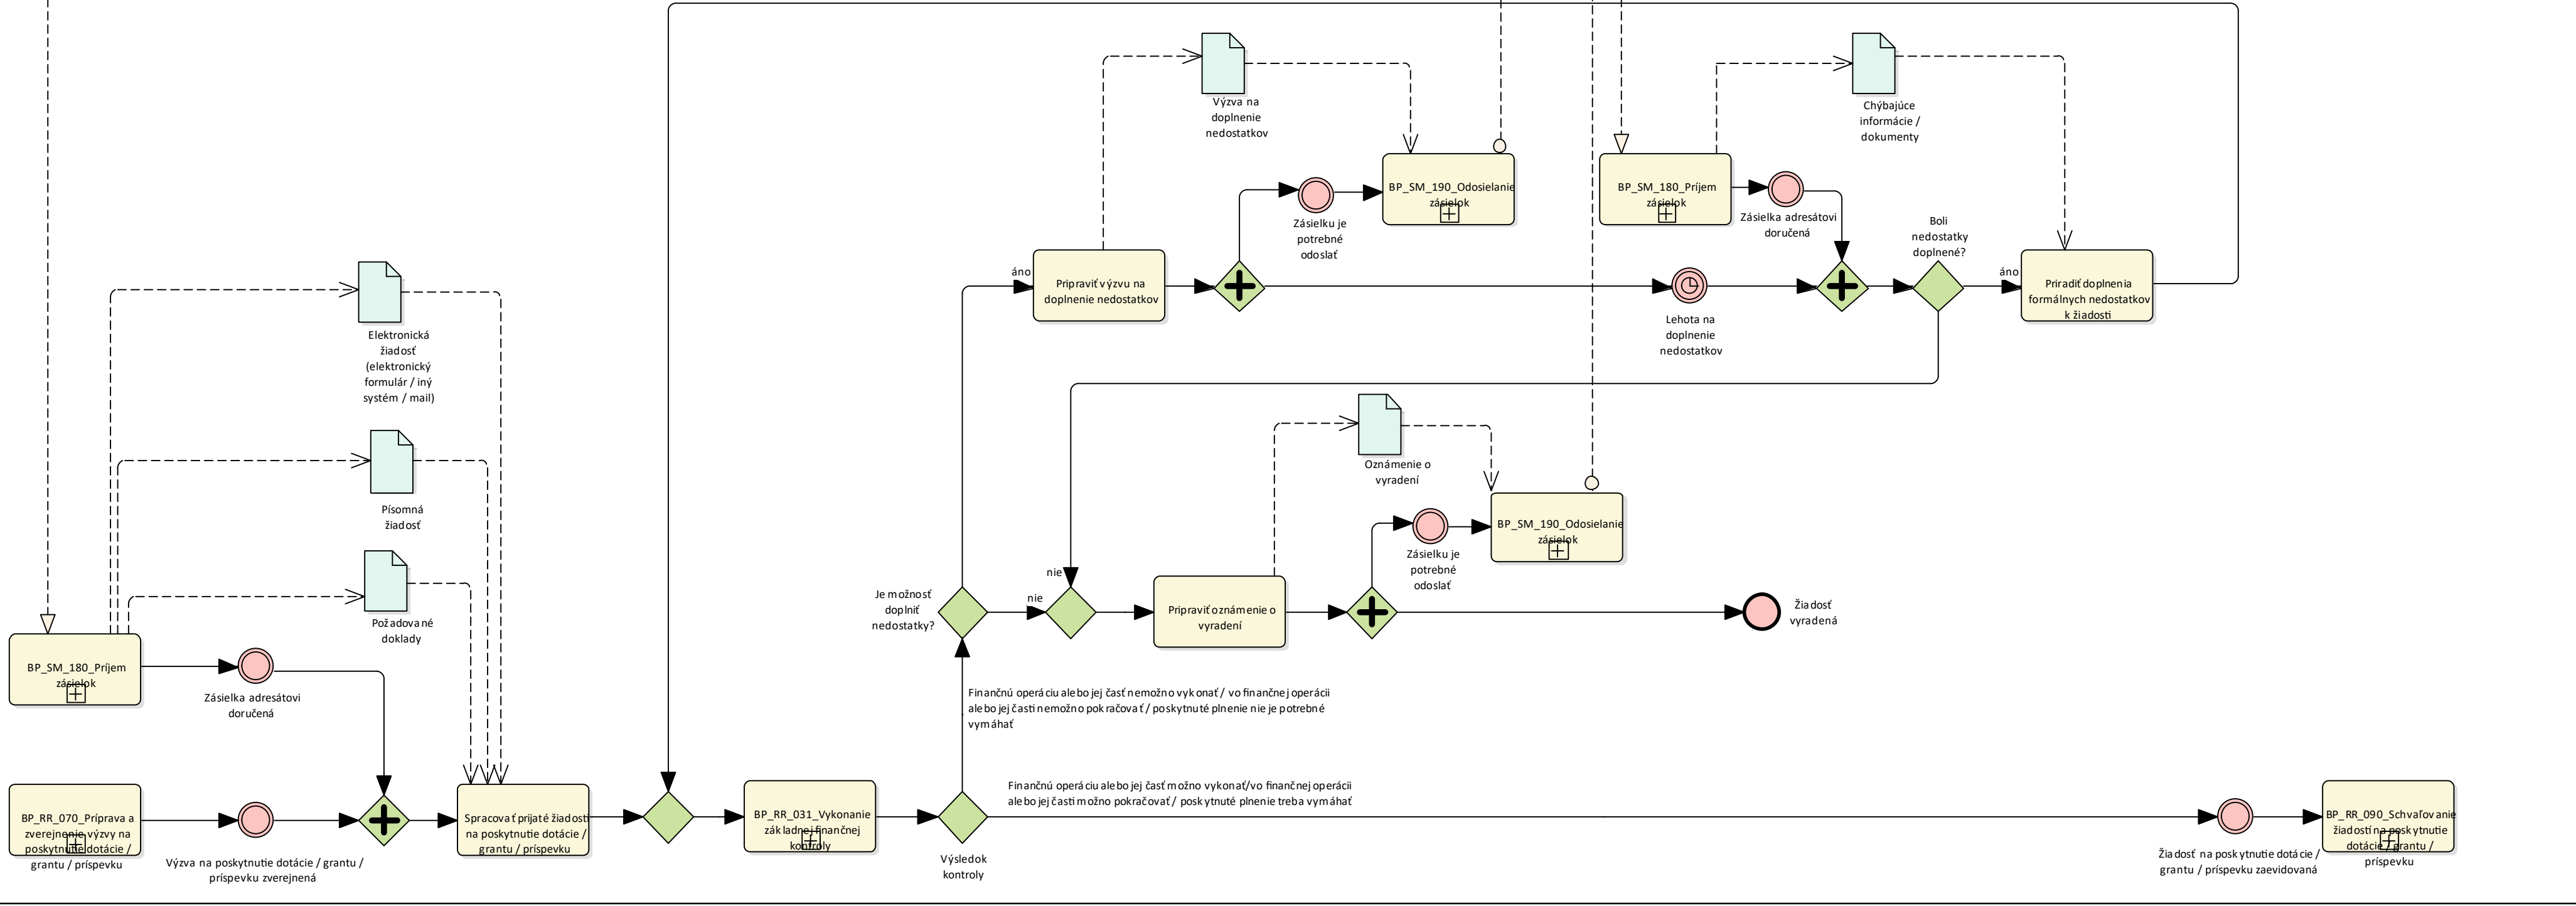 Výzva na
doplnenie
nedostatkov
Chýbajúce
informácie /
dokumenty
BP_SM_190_Odosielanie
zásielok
Zásielku je
potrebné
odoslať
BP_SM_180_Príjem
zásielok
Zásielka adresátovi
doručená
Boli
nedostatky
doplnené?
áno
Pripraviť výzvu na
doplnenie nedostatkov
Lehota na
doplnenie
nedostatkov
áno
Priradiť doplnenia
formálnych nedostatkov
k žiadosti
Elektronická
žiadosť
(elektronický
formulár / iný
systém / mail)
Oznámenie o
vyradení
Písomná
žiadosť
BP_SM_190_Odosielanie
zásielok
Zásielku je
potrebné
odoslať
Požadované
doklady
Je možnosť
doplniť
nedostatky?
nie
nie
Pripraviť oznámenie o
vyradení
Žiadosť
vyradená
BP_SM_180_Príjem
zásielok
Zásielka adresátovi
doručená
Finančnú operáciu alebo jej časť nemožno vykonať / vo finančnej operácii
alebo jej časti nemožno pokračovať / poskytnuté plnenie nie je potrebné
vymáhať
Finančnú operáciu alebo jej časť možno vykonať/vo finančnej operácii
alebo jej časti možno pokračovať / poskytnuté plnenie treba vymáhať
BP_RR_070_Príprava a
zverejnenie výzvy na
poskytnutie dotácie /
grantu / príspevku
Výzva na poskytnutie dotácie / grantu /
príspevku zverejnená
Spracovať prijaté žiadosti
na poskytnutie dotácie /
grantu / príspevku
BP_RR_031_Vykonanie
základnej finančnej
kontroly
Výsledok
kontroly
Žiadosť na poskytnutie dotácie /
grantu / príspevku zaevidovaná
BP_RR_090_Schvaľovanie
žiadostí na poskytnutie
dotácie / grantu /
príspevku